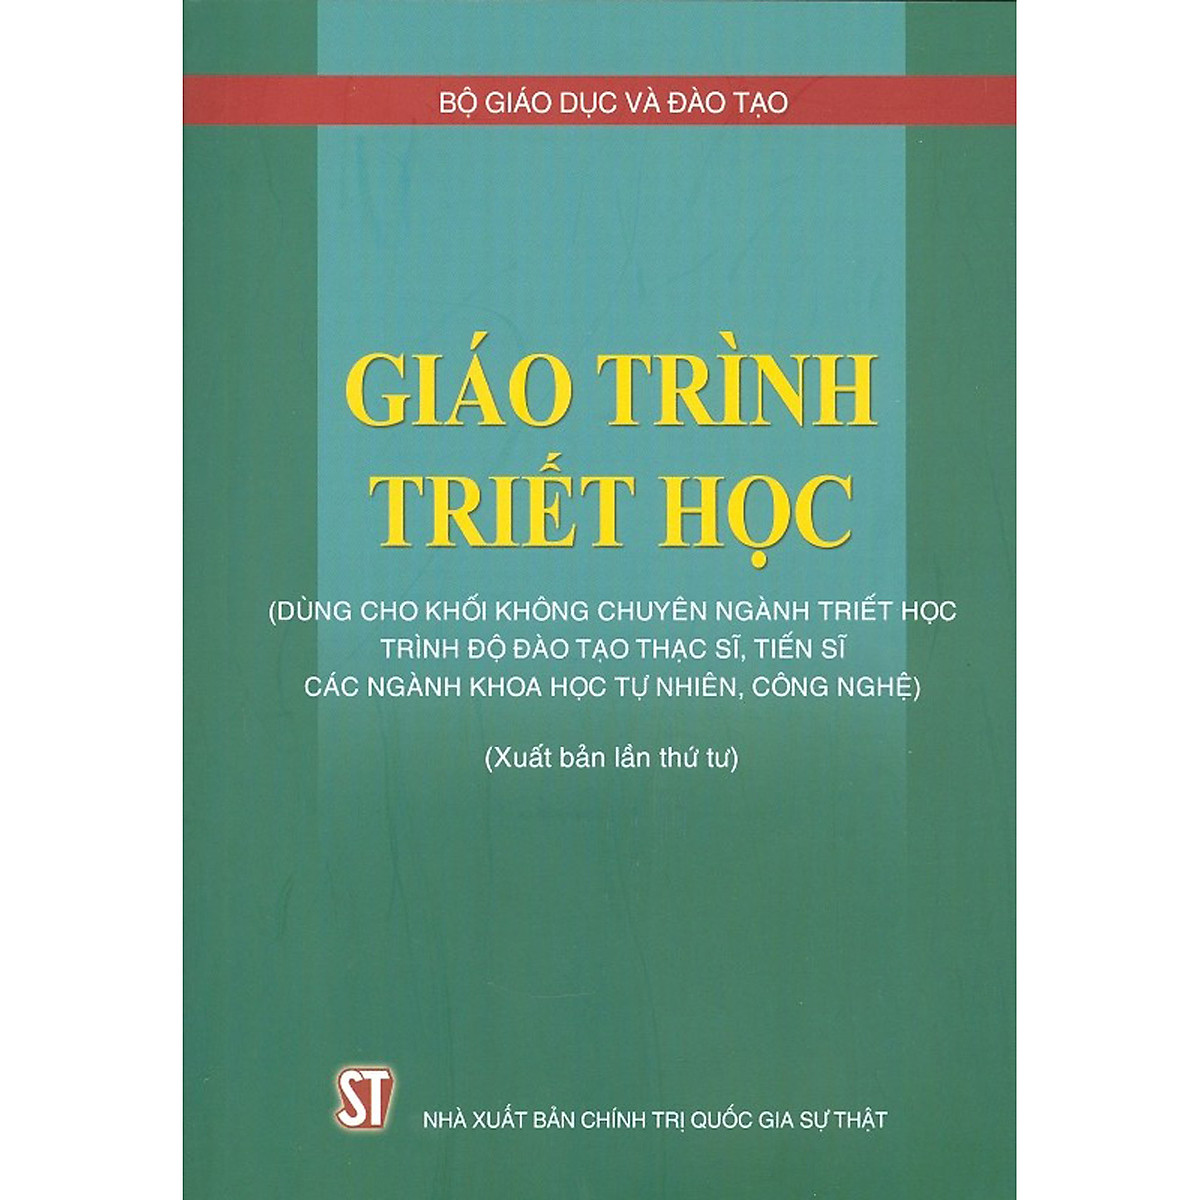 BỘ GIÁO DỤC VÀ ĐÀO TẠO
GIÁO TRÌNH
TRIẾT HỌC
(DÙNG CHO KHỐI KHÔNG CHUYÊN NGÀNH TRIẾT HỌC
TRÌNH ĐỘ ĐÀO TẠO THẠC SĨ, TIẾN SĨ
CÁC NGÀNH KHOA HỌC TỰ NHIÊN, CÔNG NGHỆ)
(Xuất bản lần thứ tư)
ST
NHÀ XUẤT BẢN CHÍNH TRỊ QUỐC GIA SỰ THẬT